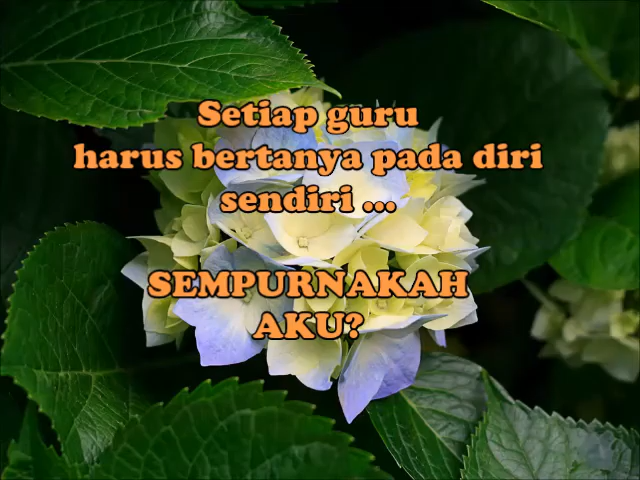 Setiap guru
harus bertanya pada diri
sendiri ...
SEMPURNAKAH
AKU?